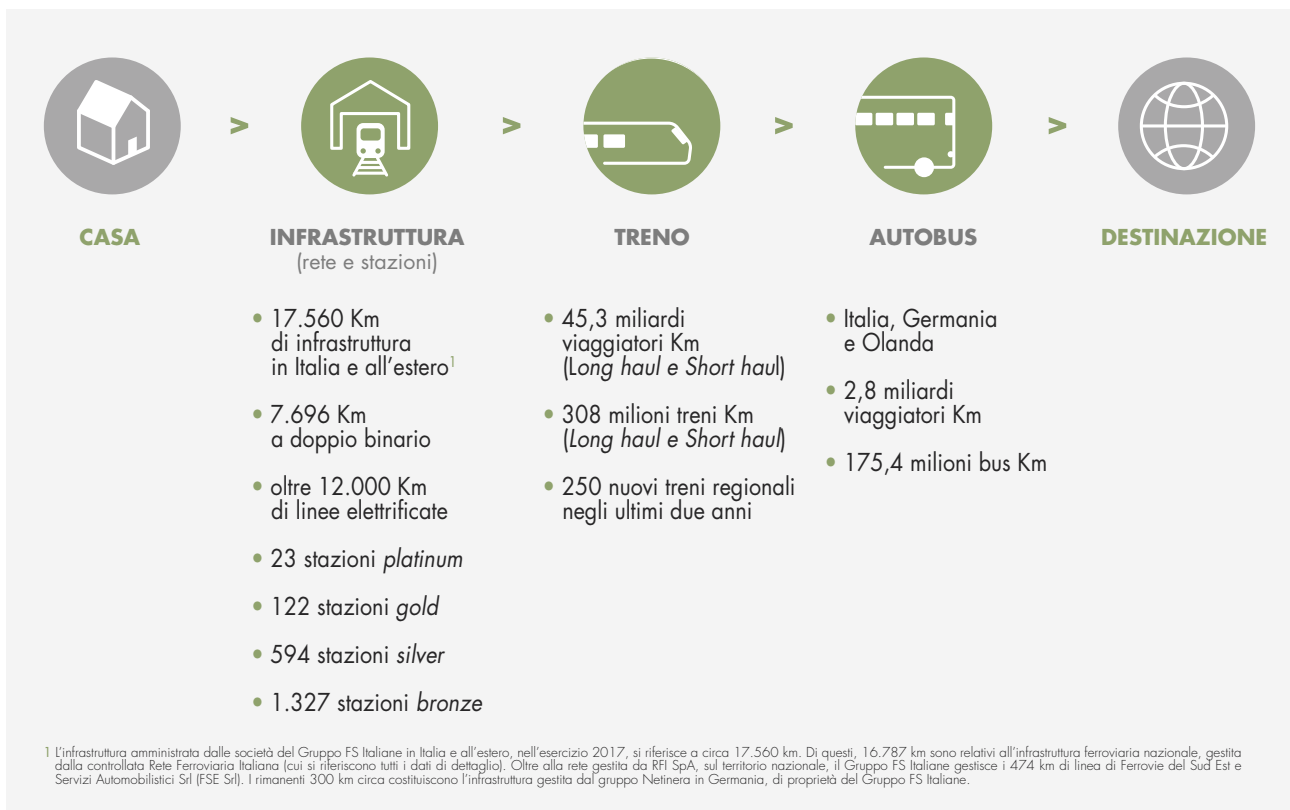 > > > >
CASA
INFRASTRUTTURA
(rete e stazioni)
TRENO
AUTOBUS
DESTINAZIONE
• 17.560 Km
di infrastruttura
in Italia e all'estero¹
• 7.696 Km
a doppio binario
• oltre 12.000 Km
di linee elettrificate
• 23 stazioni platinum
• 122 stazioni gold
• 594 stazioni silver
• 1.327 stazioni bronze
• 45,3 miliardi
viaggiatori Km
(Long haul e Short haul)
• 308 milioni treni Km
(Long haul e Short haul)
• 250 nuovi treni regionali
negli ultimi due anni
• Italia, Germania
e Olanda
• 2,8 miliardi
viaggiatori Km
• 175,4 milioni bus Km
1 L'infrastruttura amministrata dalle società del Gruppo FS Italiane in Italia e all'estero, nell'esercizio 2017, si riferisce a circa 17.560 km. Di questi, 16.787 km sono relativi all'infrastruttura ferroviaria nazionale, gestita
dalla controllata Rete Ferroviaria Italiana (cui si riferiscono tutti i dati di dettaglio). Oltre alla rete gestita da RFI SpA, sul territorio nazionale, il Gruppo FS Italiane gestisce i 474 km di linea di Ferrovie del Sud Est e
Servizi Automobilistici Srl (FSE Srl). I rimanenti 300 km circa costituiscono l'infrastruttura gestita dal gruppo Netinera in Germania, di proprietà del Gruppo FS Italiane.